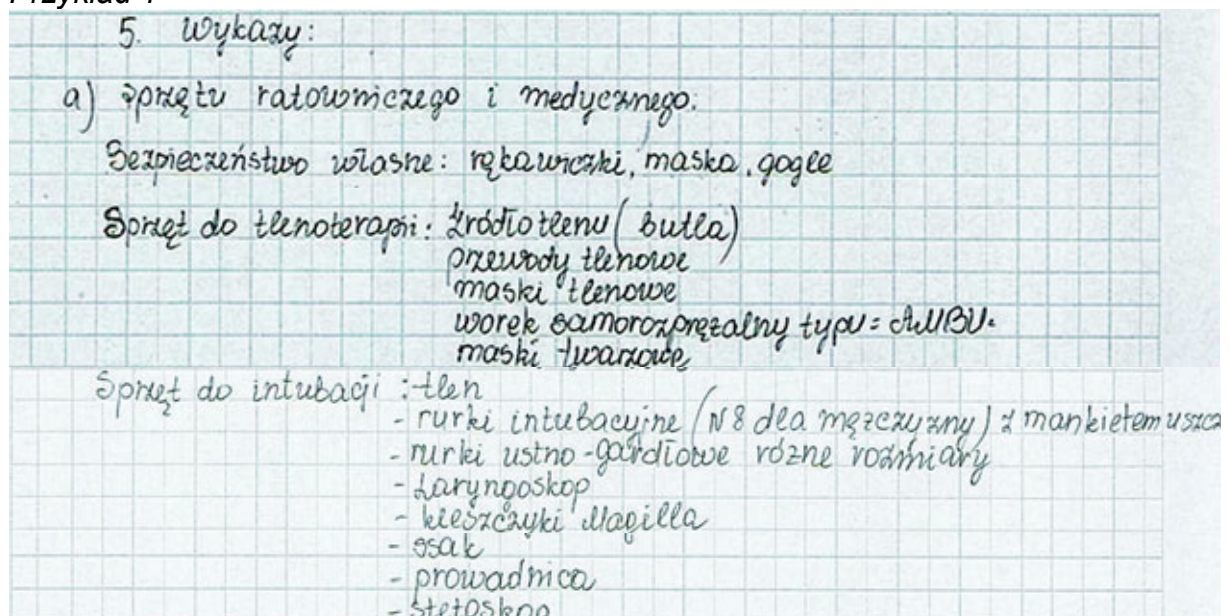 5. Wykazy:
a) sprzętu ratowniczego i medycznego:
Bezpieczeństwo własne: rękawiczki, maska, gogle
Sprzęt do tlenoterapii: źródło tlenu (butla)
przewody tlenowe
maski tlenowe
worek samorozprężalny typu = AMBU=
maski twarzowe
Sprzęt do intubacji: tlen
- rurki intubacyjne (N8 dla mężczyzny) z mankietem uszcz
- rurki ustno-gardłowe różne rozmiary
- Laryngoskop
- kleszczyki Magilla
- ssak
- prowadnica
- stetoskop